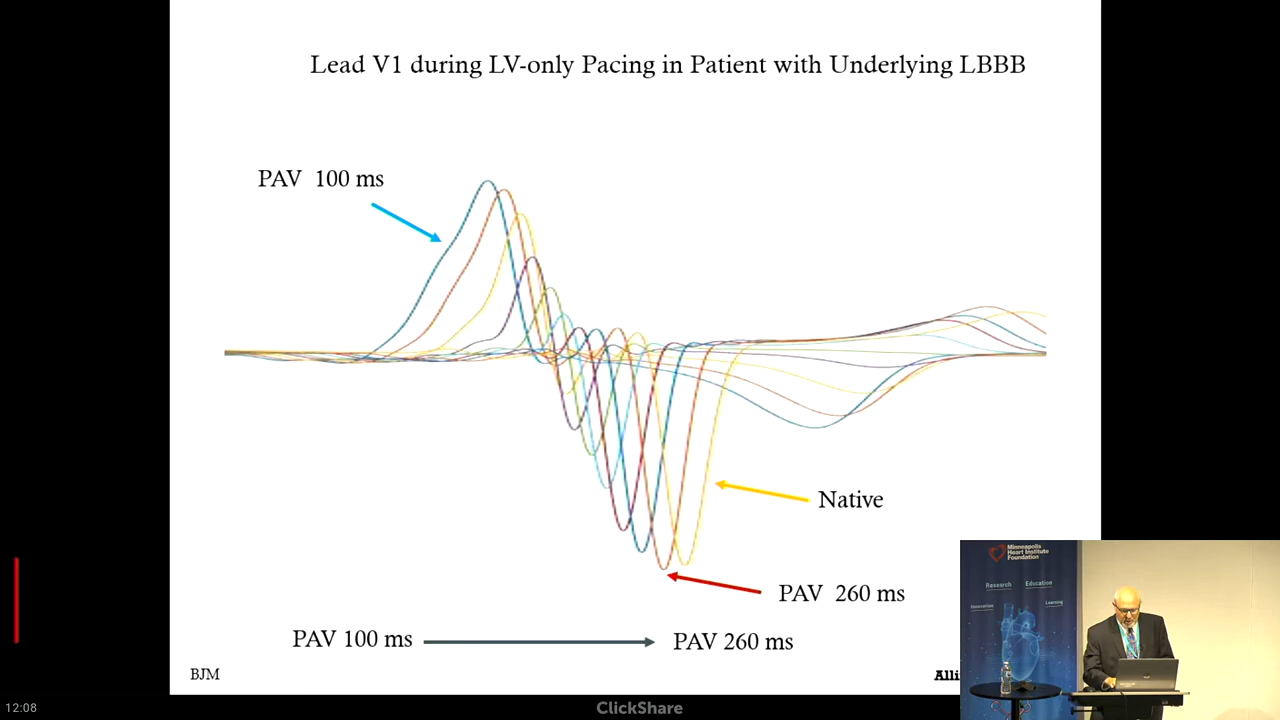 Lead V1 during LV-only Pacing in Patient with Underlying LBBB
PAV 100 ms
Native
PAV 260 ms
PAV 100 ms
PAV 260 ms
BJM
12:08
ClickShare
Minneapolis
Heart Institute
Foundation
Research
Education
Innovation
Learning